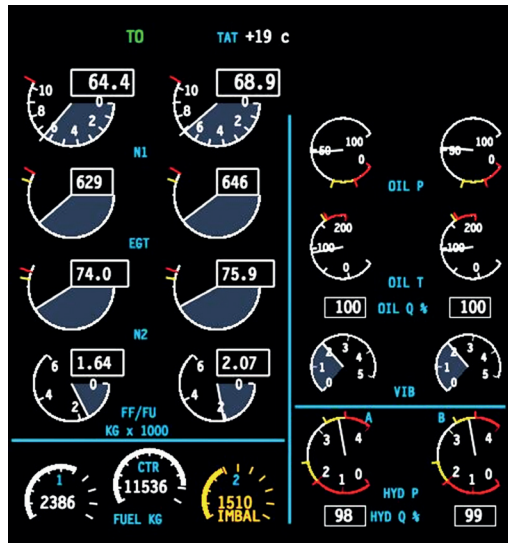 TO TAT +19 c
64.4 68.9
10 8 6 4 2 0 10 8 6 4 2 0
N1
629 646
EGT
74.0 75.9
N2
1.64 2.07
6 4 2 0 6 4 2 0
FF/FU
KG x 1000
1 2386
CTR 11536
2 1510 IMBAL
FUEL KG
100 50 0 100 50 0
OIL P
200 100 0 200 100 0
OIL T
100 OIL Q % 100
0 1 2 3 4 5 0 1 2 3 4 5
VIB
A B
4 3 2 1 0 4 3 2 1 0
HYD P
98 HYD Q % 99